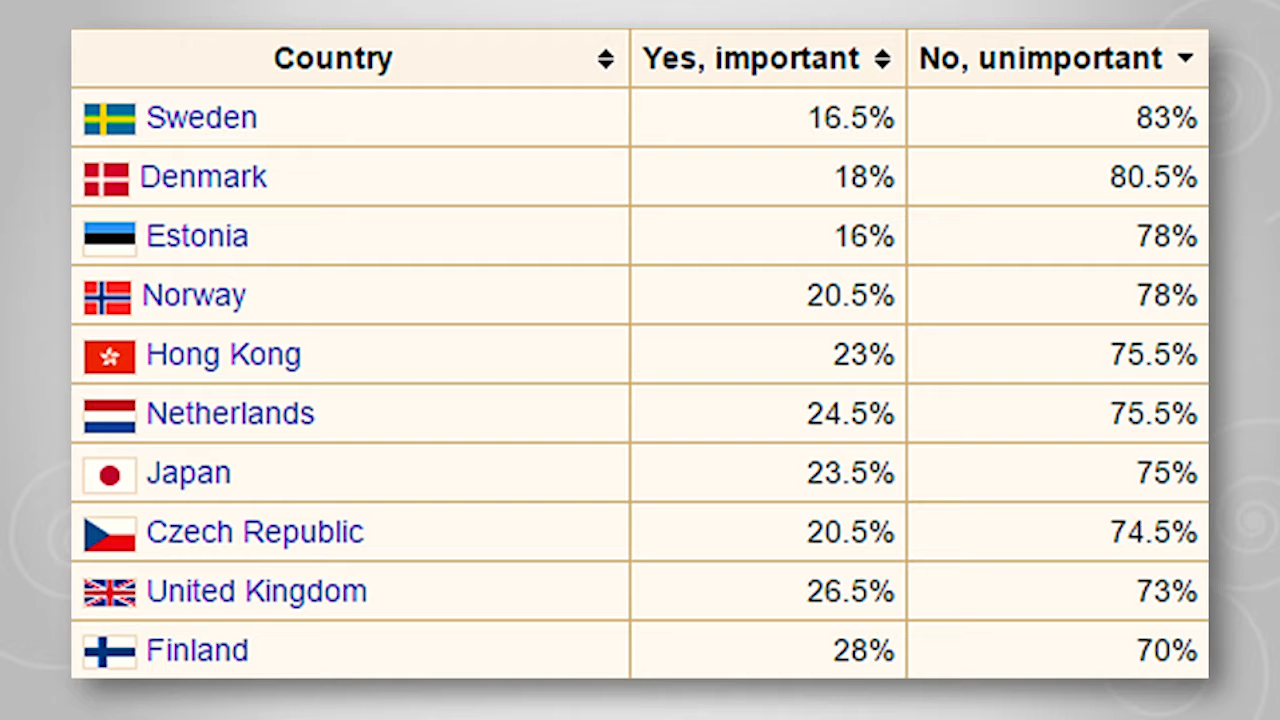 Country Yes, important No, unimportant
Sweden 16.5% 83%
Denmark 18% 80.5%
Estonia 16% 78%
Norway 20.5% 78%
Hong Kong 23% 75.5%
Netherlands 24.5% 75.5%
Japan 23.5% 75%
Czech Republic 20.5% 74.5%
United Kingdom 26.5% 73%
Finland 28% 70%